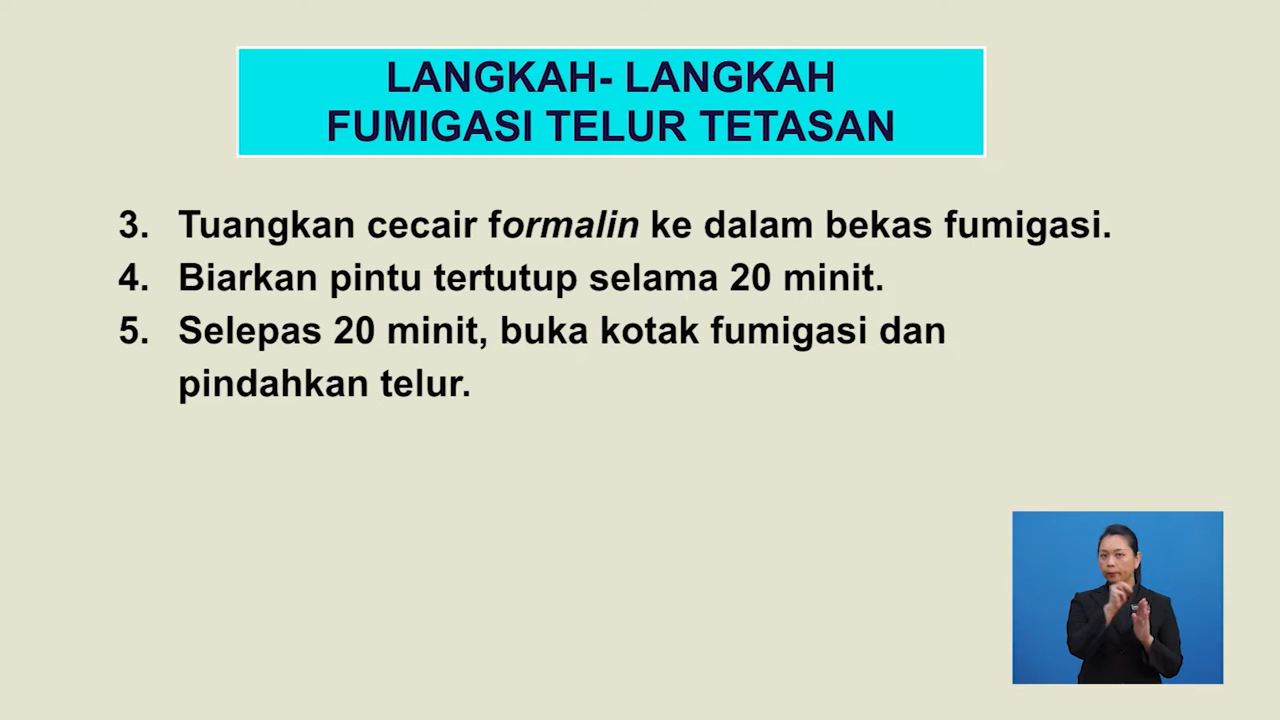 LANGKAH- LANGKAH
FUMIGASI TELUR TETASAN
3. Tuangkan cecair formalin ke dalam bekas fumigasi.
4. Biarkan pintu tertutup selama 20 minit.
5. Selepas 20 minit, buka kotak fumigasi dan
pindahkan telur.